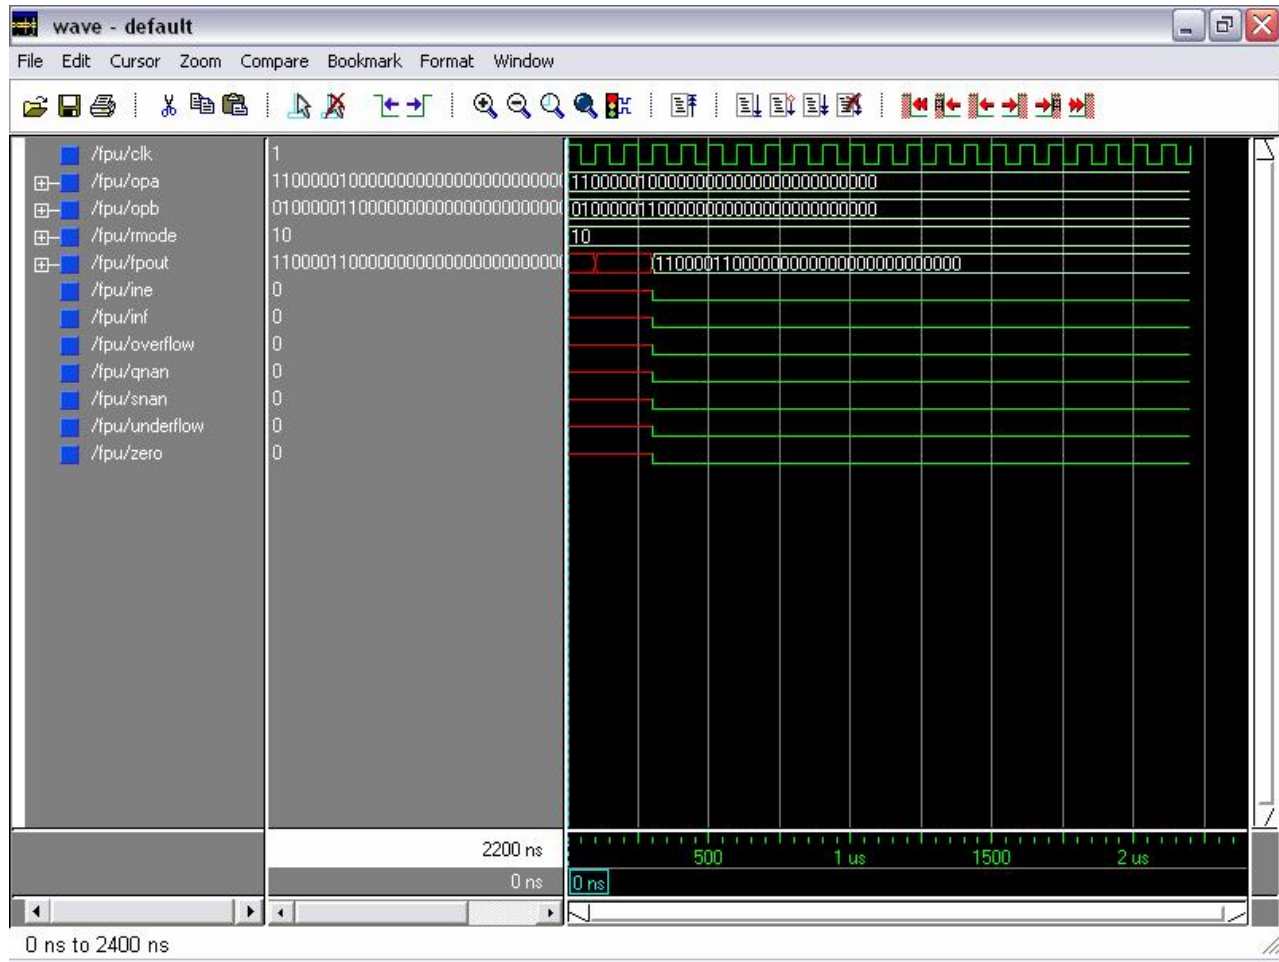 wave - default
File Edit Cursor Zoom Compare Bookmark Format Window
/fpu/clk 1
/fpu/opa 1100000100000000000000000000000 11000001000000000000000000000000
/fpu/opb 0100000110000000000000000000000 01000001100000000000000000000000
/fpu/rmode 10 10
/fpu/fpout 1100001100000000000000000000000 11000011000000000000000000000000
/fpu/ine 0
/fpu/inf 0
/fpu/overflow 0
/fpu/qnan 0
/fpu/snan 0
/fpu/underflow 0
/fpu/zero 0
2200 ns 500 1 us 1500 2 us
0 ns 0 ns
0 ns to 2400 ns